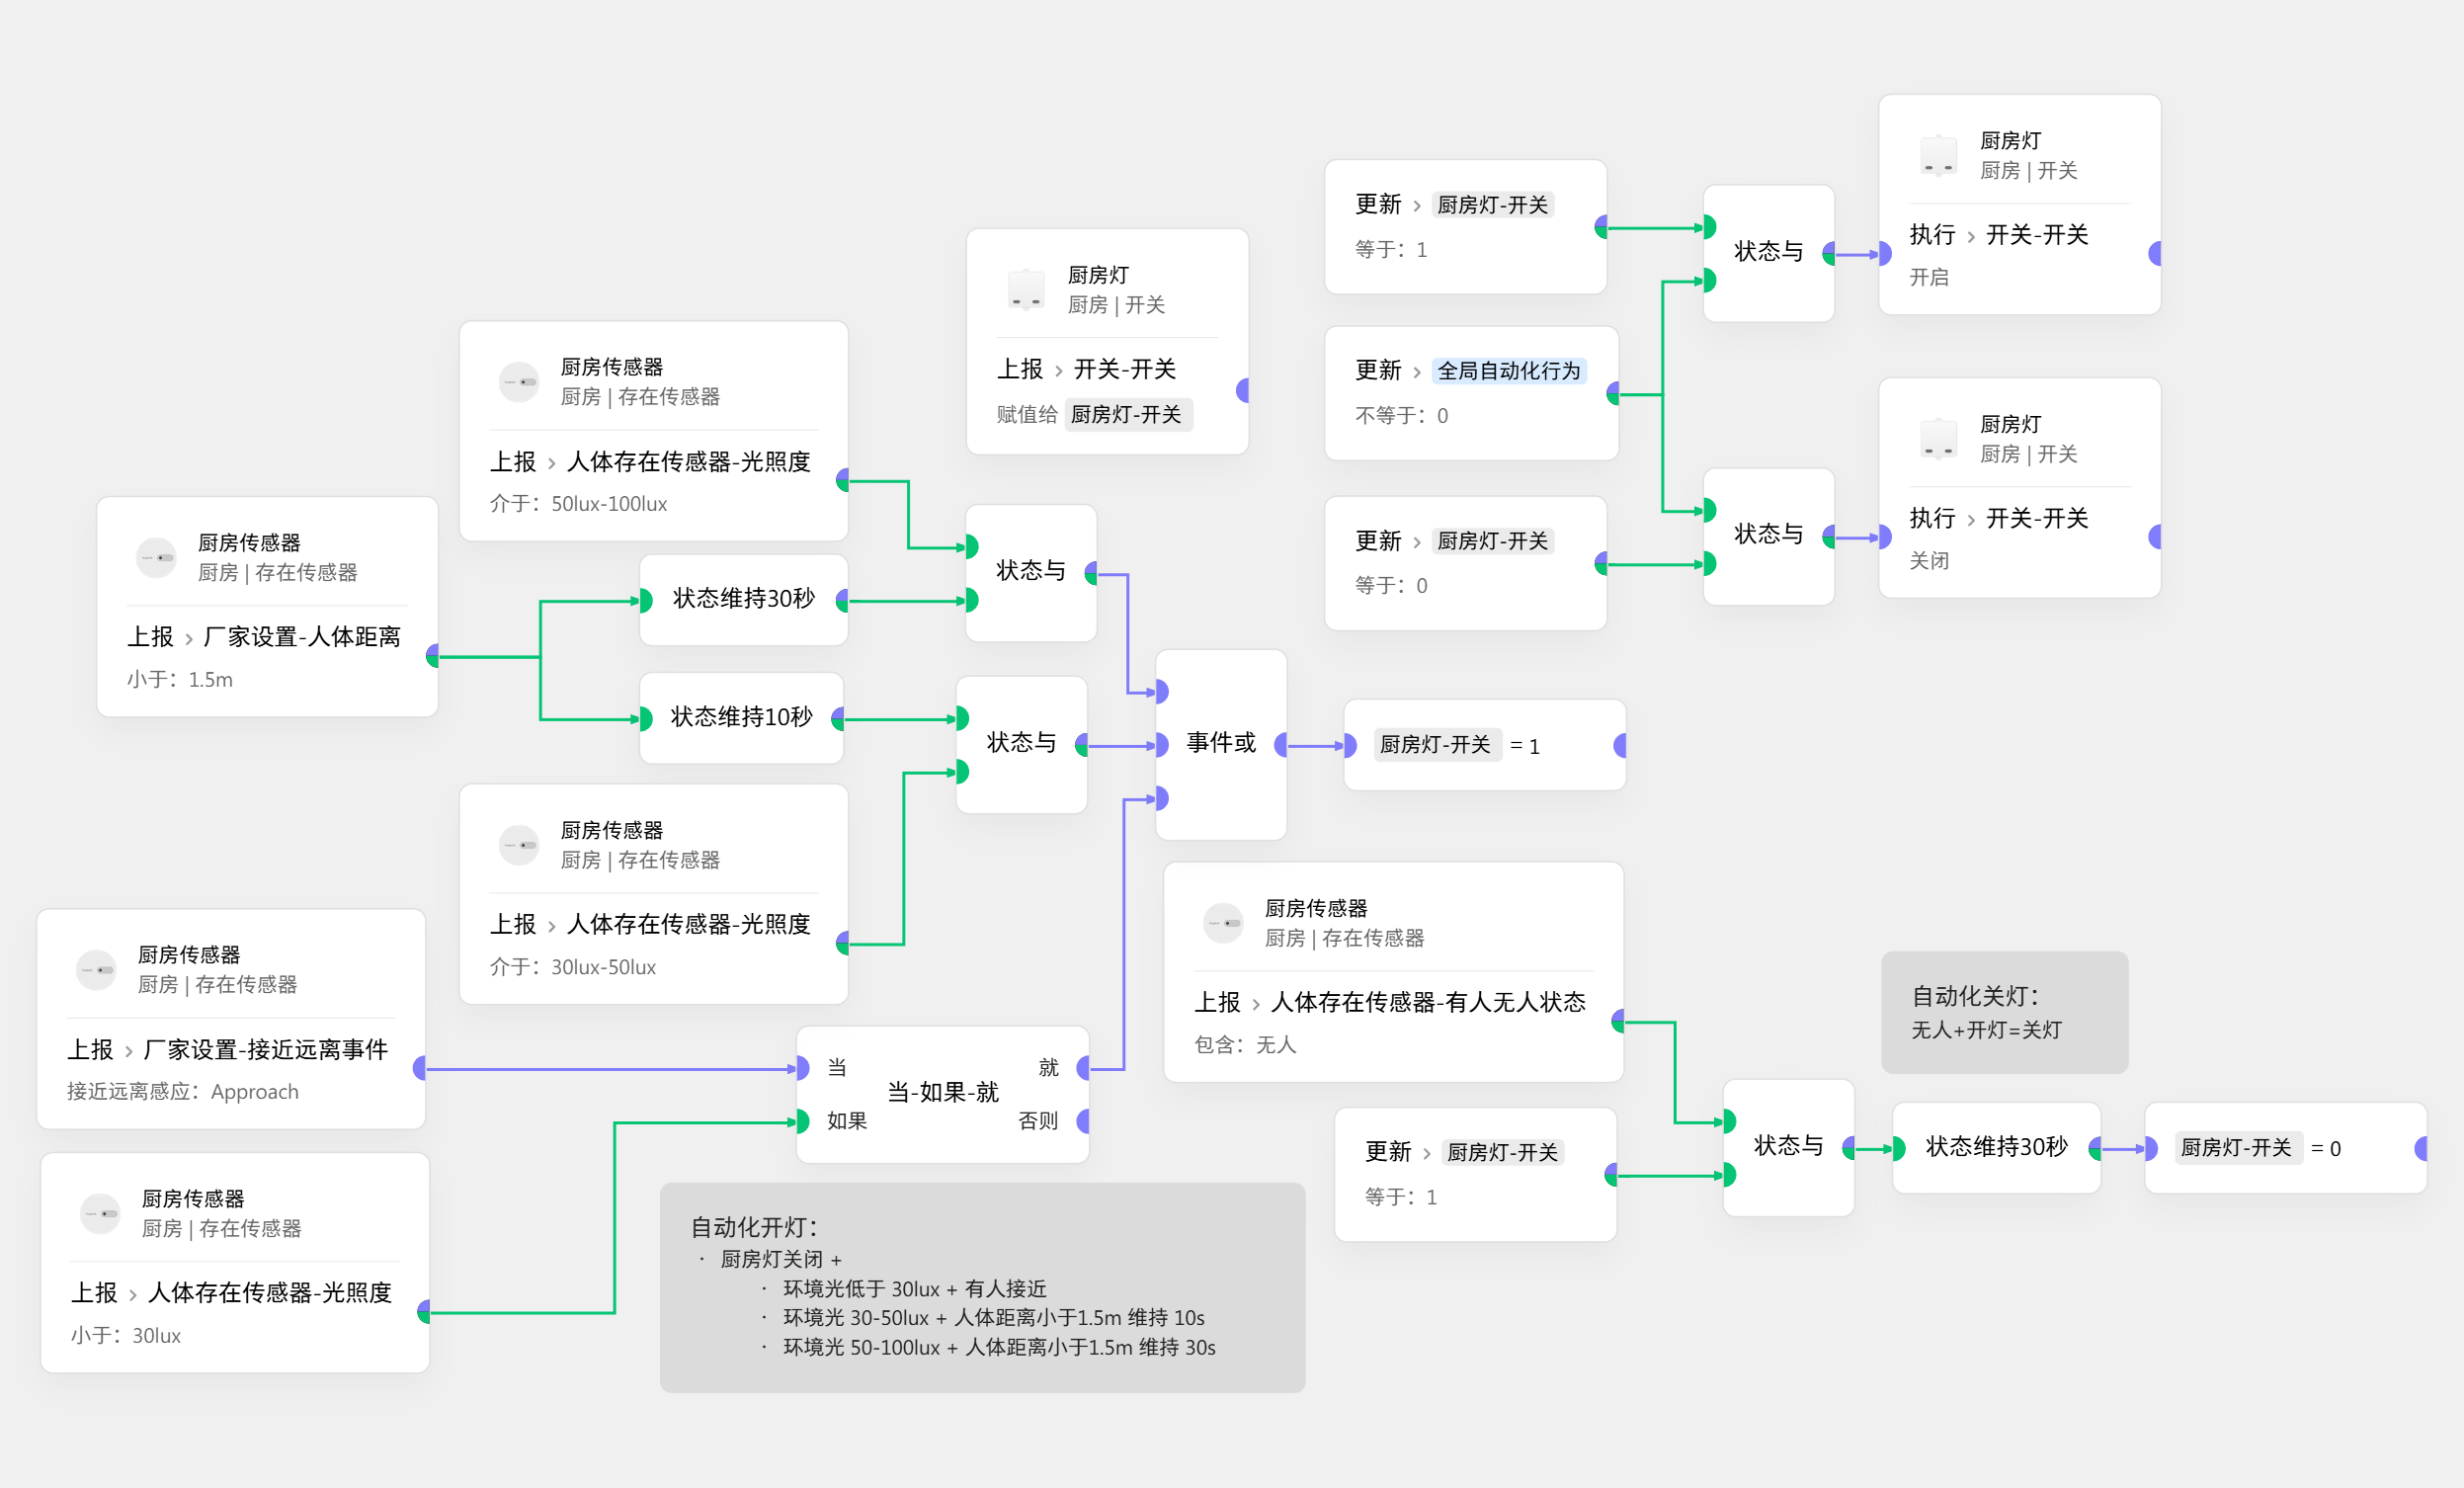 厨房灯
厨房 | 开关
执行 › 开关-开关
开启
更新 › 厨房灯-开关
等于：1
状态与
厨房灯
厨房 | 开关
上报 › 开关-开关
赋值给 厨房灯-开关
更新 › 全局自动化行为
不等于：0
厨房传感器
厨房 | 存在传感器
上报 › 人体存在传感器-光照度
介于：50lux-100lux
厨房灯
厨房 | 开关
执行 › 开关-开关
关闭
更新 › 厨房灯-开关
等于：0
状态与
厨房传感器
厨房 | 存在传感器
上报 › 厂家设置-人体距离
小于：1.5m
状态维持30秒
状态与
状态维持10秒
状态与
事件或
厨房灯-开关 = 1
厨房传感器
厨房 | 存在传感器
上报 › 人体存在传感器-光照度
介于：30lux-50lux
厨房传感器
厨房 | 存在传感器
上报 › 人体存在传感器-有人无人状态
包含：无人
厨房传感器
厨房 | 存在传感器
上报 › 厂家设置-接近远离事件
接近远离感应：Approach
当 就
当-如果-就
如果 否则
自动化关灯：
无人+开灯=关灯
更新 › 厨房灯-开关
等于：1
状态与
状态维持30秒
厨房灯-开关 = 0
厨房传感器
厨房 | 存在传感器
上报 › 人体存在传感器-光照度
小于：30lux
自动化开灯：
· 厨房灯关闭 +
· 环境光低于 30lux + 有人接近
· 环境光 30-50lux + 人体距离小于1.5m 维持 10s
· 环境光 50-100lux + 人体距离小于1.5m 维持 30s